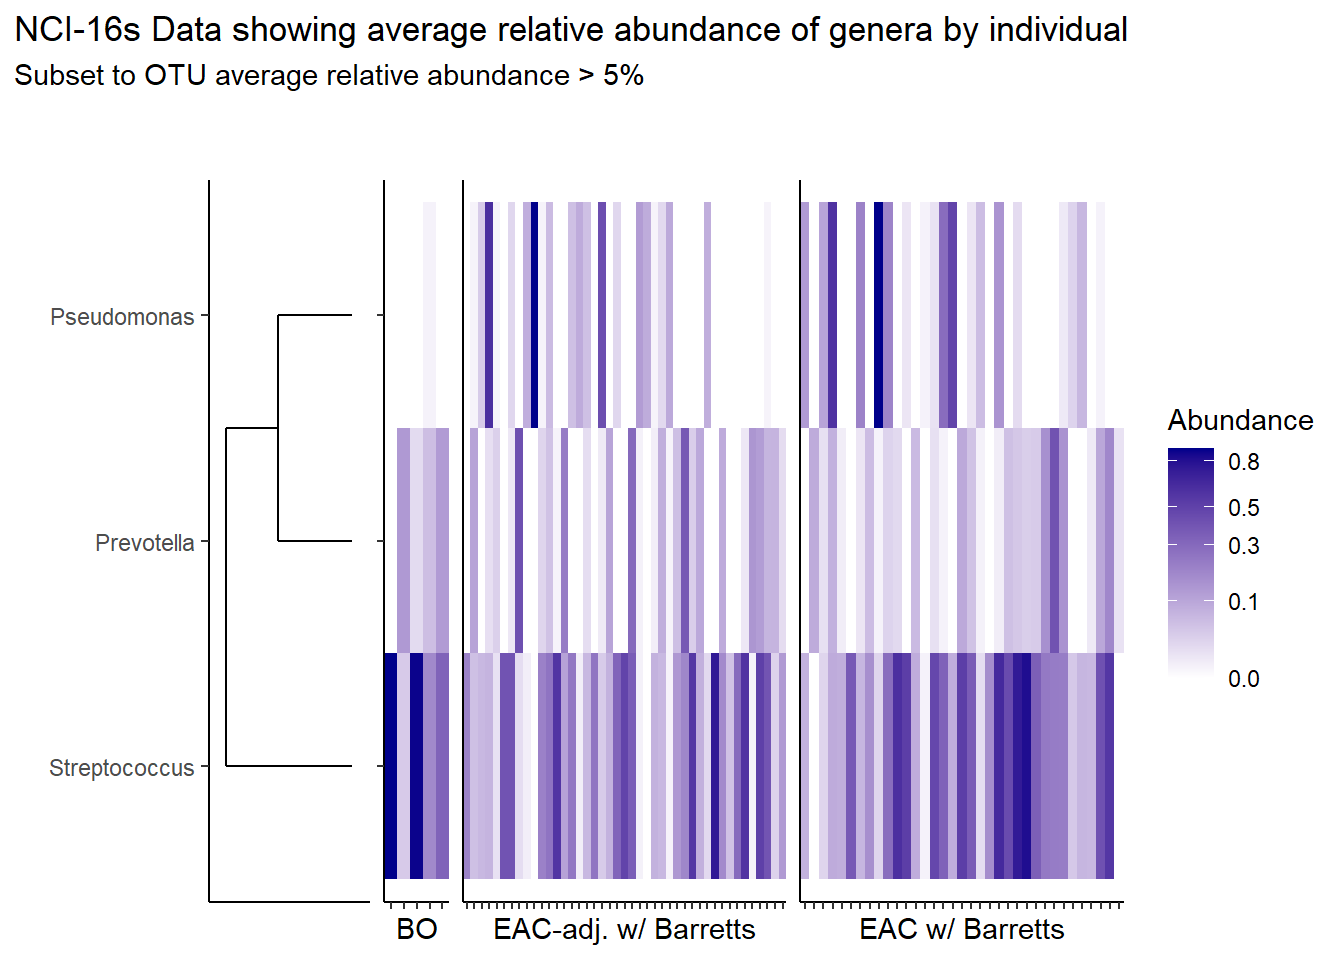 NCI-16s Data showing average relative abundance of genera by individual
Subset to OTU average relative abundance > 5%
Pseudomonas
Prevotella
Streptococcus
BO
EAC-adj. w/ Barretts
EAC w/ Barretts
Abundance
0.8
0.5
0.3
0.1
0.0